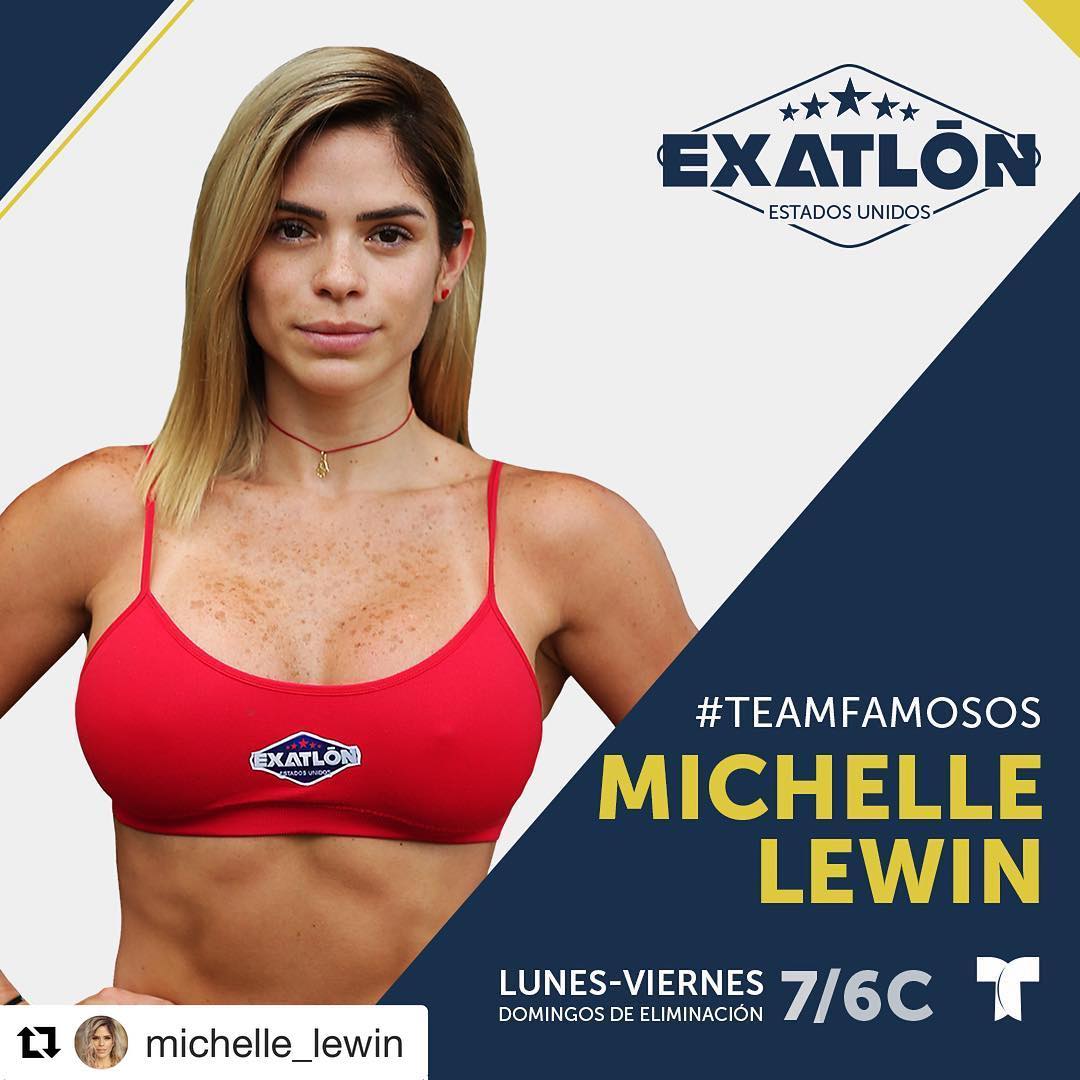 EXATLŌN
ESTADOS UNIDOS
EXATLŌN
ESTADOS UNIDOS
#TEAMFAMOSOS
MICHELLE
LEWIN
LUNES-VIERNES 7/6C
DOMINGOS DE ELIMINACIÓN
T
michelle_lewin